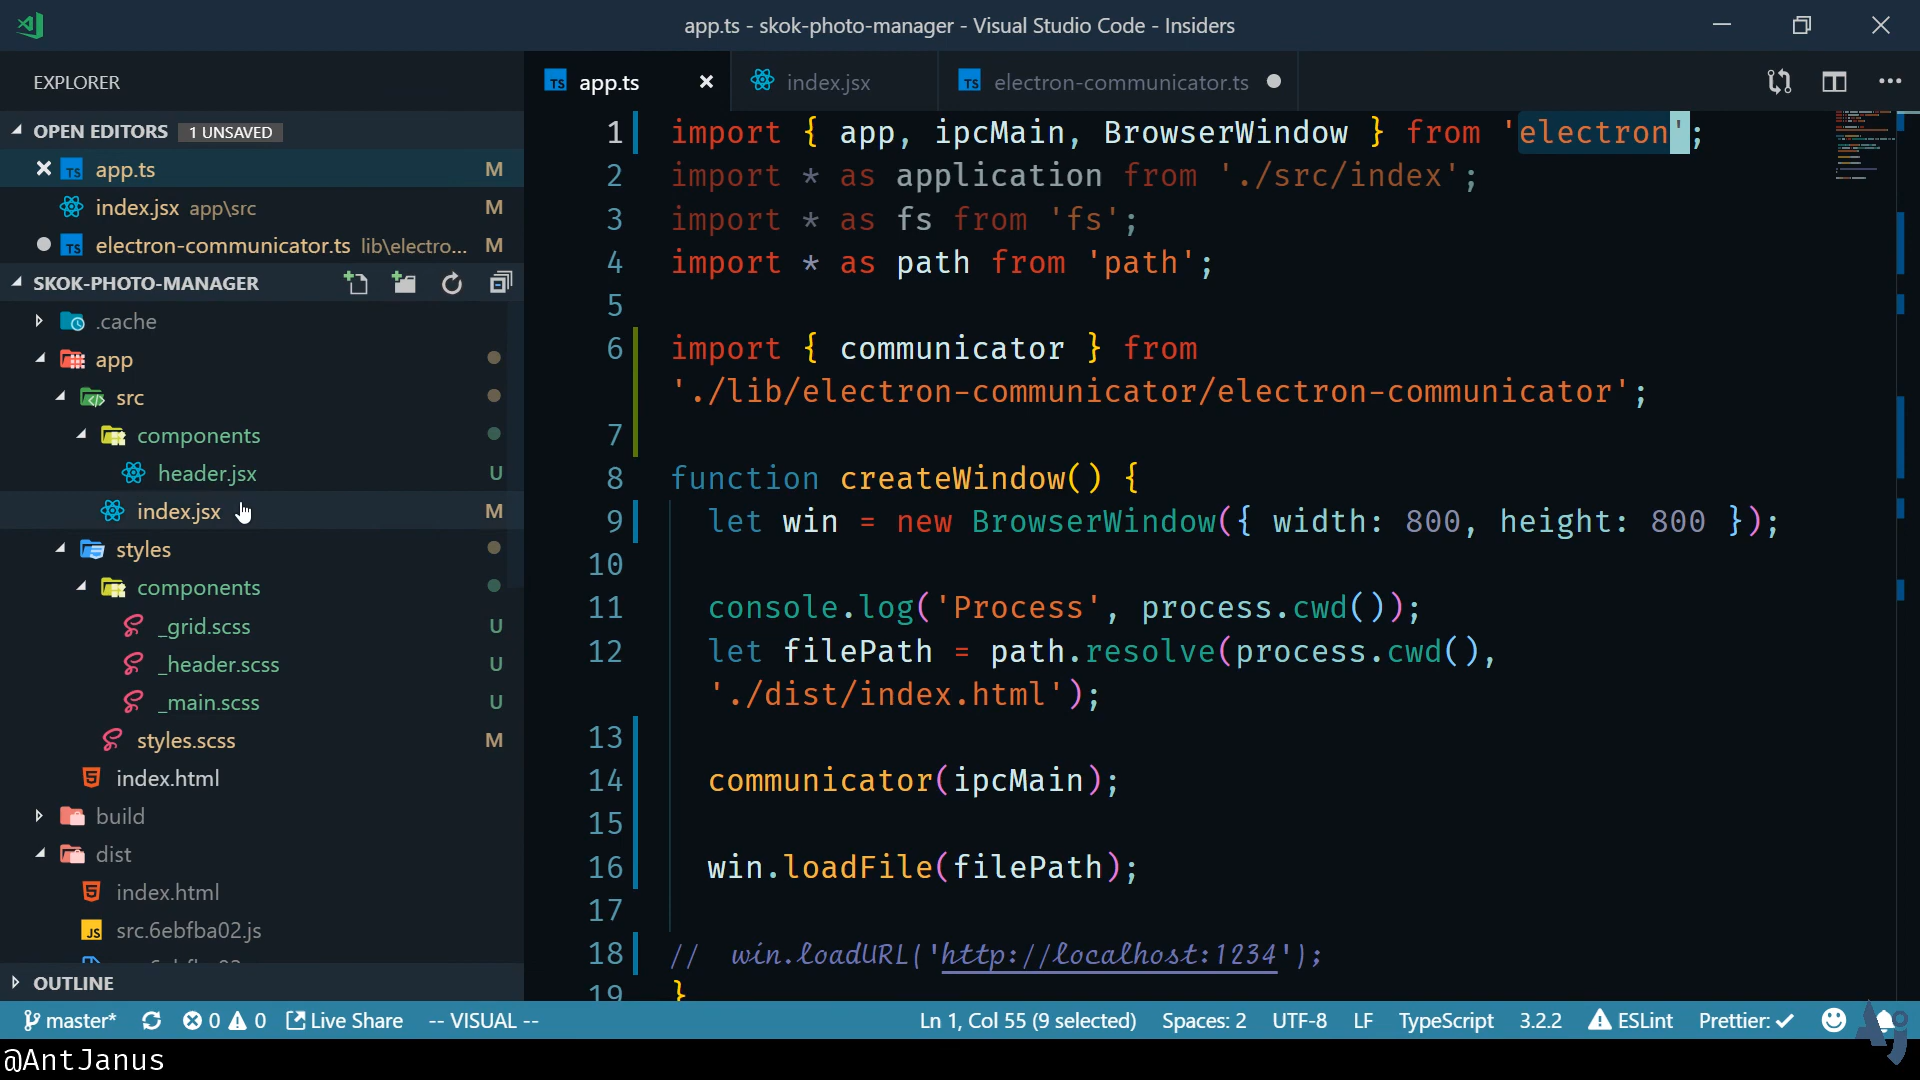 app.ts - skok-photo-manager - Visual Studio Code - Insiders
EXPLORER
app.ts
index.jsx
electron-communicator.ts
OPEN EDITORS 1 UNSAVED
app.ts M
index.jsx app\src M
electron-communicator.ts lib\electro... M
SKOK-PHOTO-MANAGER
.cache
app
src
components
header.jsx U
index.jsx M
styles
components
_grid.scss U
_header.scss U
_main.scss U
styles.scss M
index.html
build
dist
index.html
src.6ebfba02.js
OUTLINE
1 import { app, ipcMain, BrowserWindow } from 'electron';
2 import * as application from './src/index';
3 import * as fs from 'fs';
4 import * as path from 'path';
5
6 import { communicator } from
'./lib/electron-communicator/electron-communicator';
7
8 function createWindow() {
9 let win = new BrowserWindow({ width: 800, height: 800 });
10
11 console.log('Process', process.cwd());
12 let filePath = path.resolve(process.cwd(),
'./dist/index.html');
13
14 communicator(ipcMain);
15
16 win.loadFile(filePath);
17
18 // win.loadURL('http://localhost:1234');
19 }
master* 0 0 Live Share -- VISUAL -- Ln 1, Col 55 (9 selected) Spaces: 2 UTF-8 LF TypeScript 3.2.2 ESLint Prettier: ✓
@AntJanus